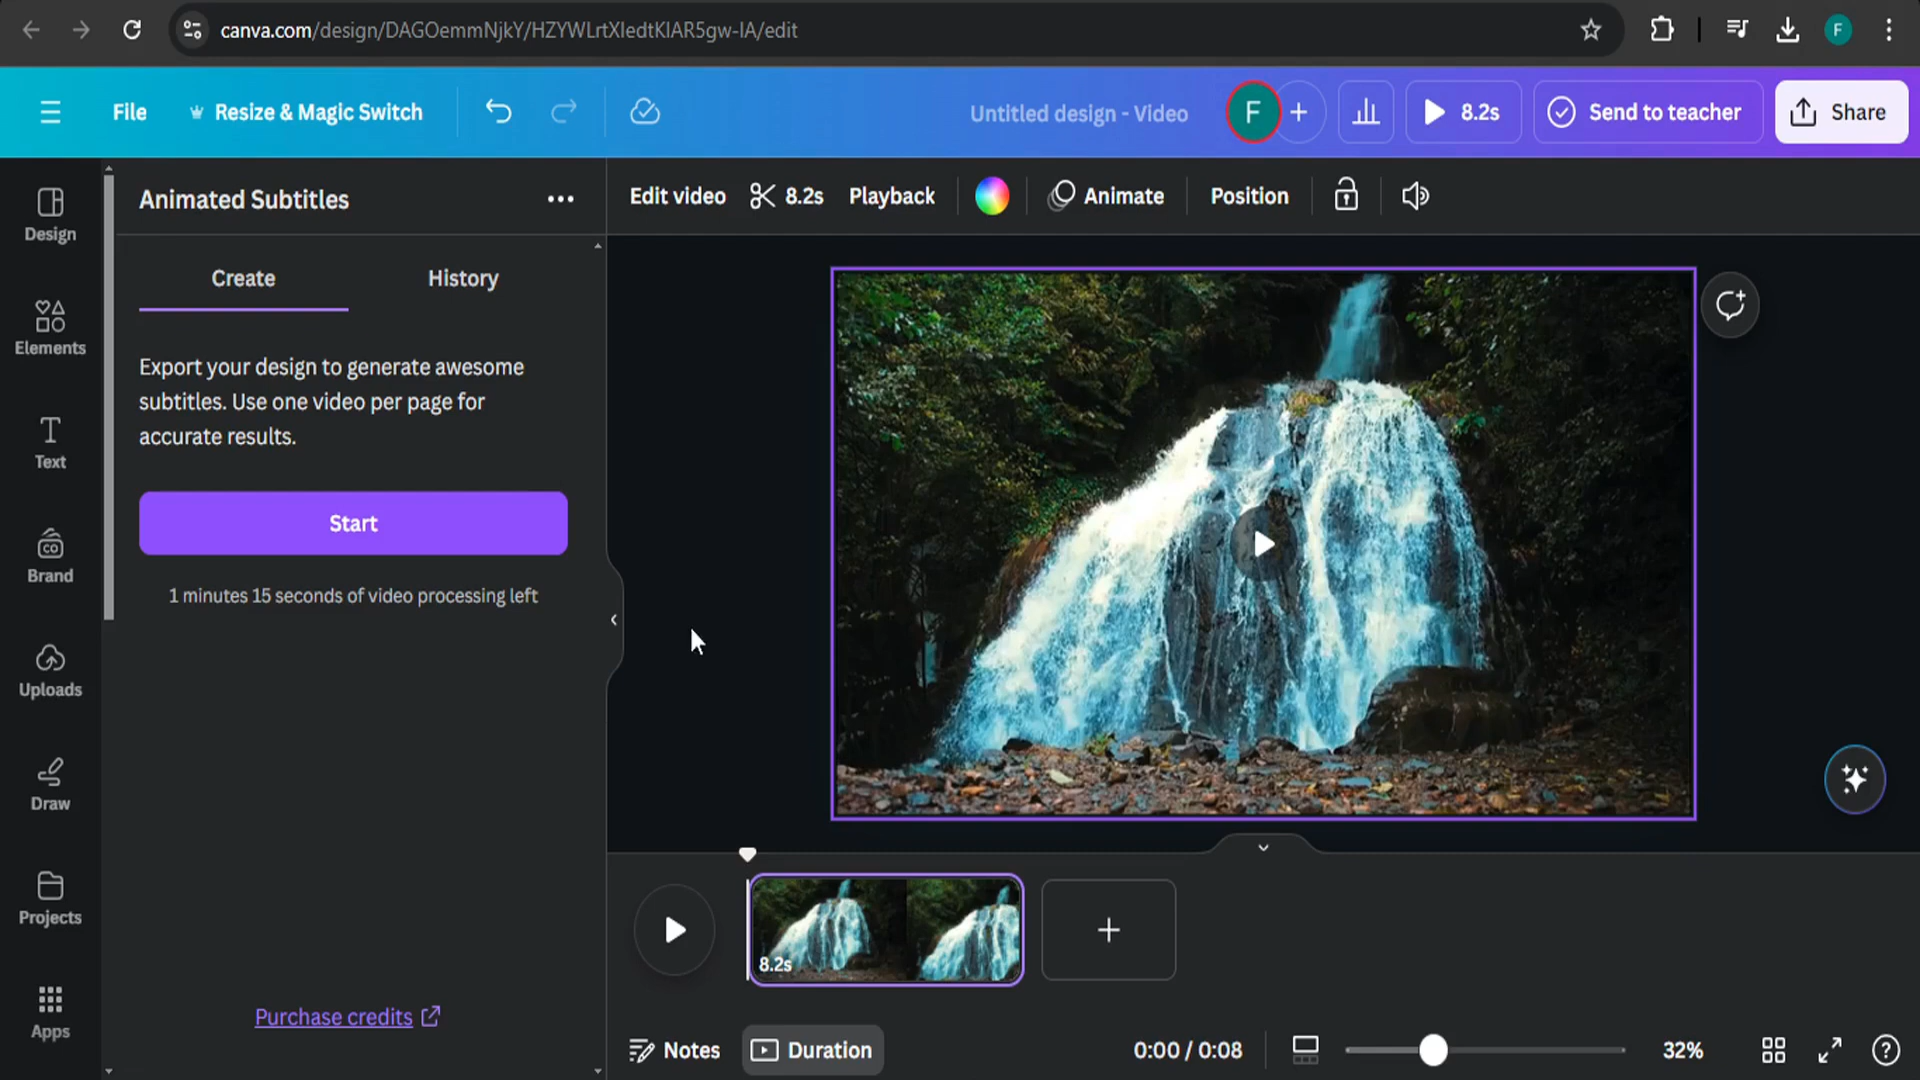 canva.com/design/DAGOemmNjkY/HZYWLrtXledtKlAR5gw-lA/edit
F
File
Resize & Magic Switch
Untitled design - Video
F
+
8.2s
Send to teacher
Share
Design
Elements
Text
Brand
Uploads
Draw
Projects
Apps
Animated Subtitles
Create
History
Export your design to generate awesome
subtitles. Use one video per page for
accurate results.
Start
1 minutes 15 seconds of video processing left
Purchase credits
Edit video
8.2s
Playback
Animate
Position
8.2s
+
Notes
Duration
0:00 / 0:08
32%